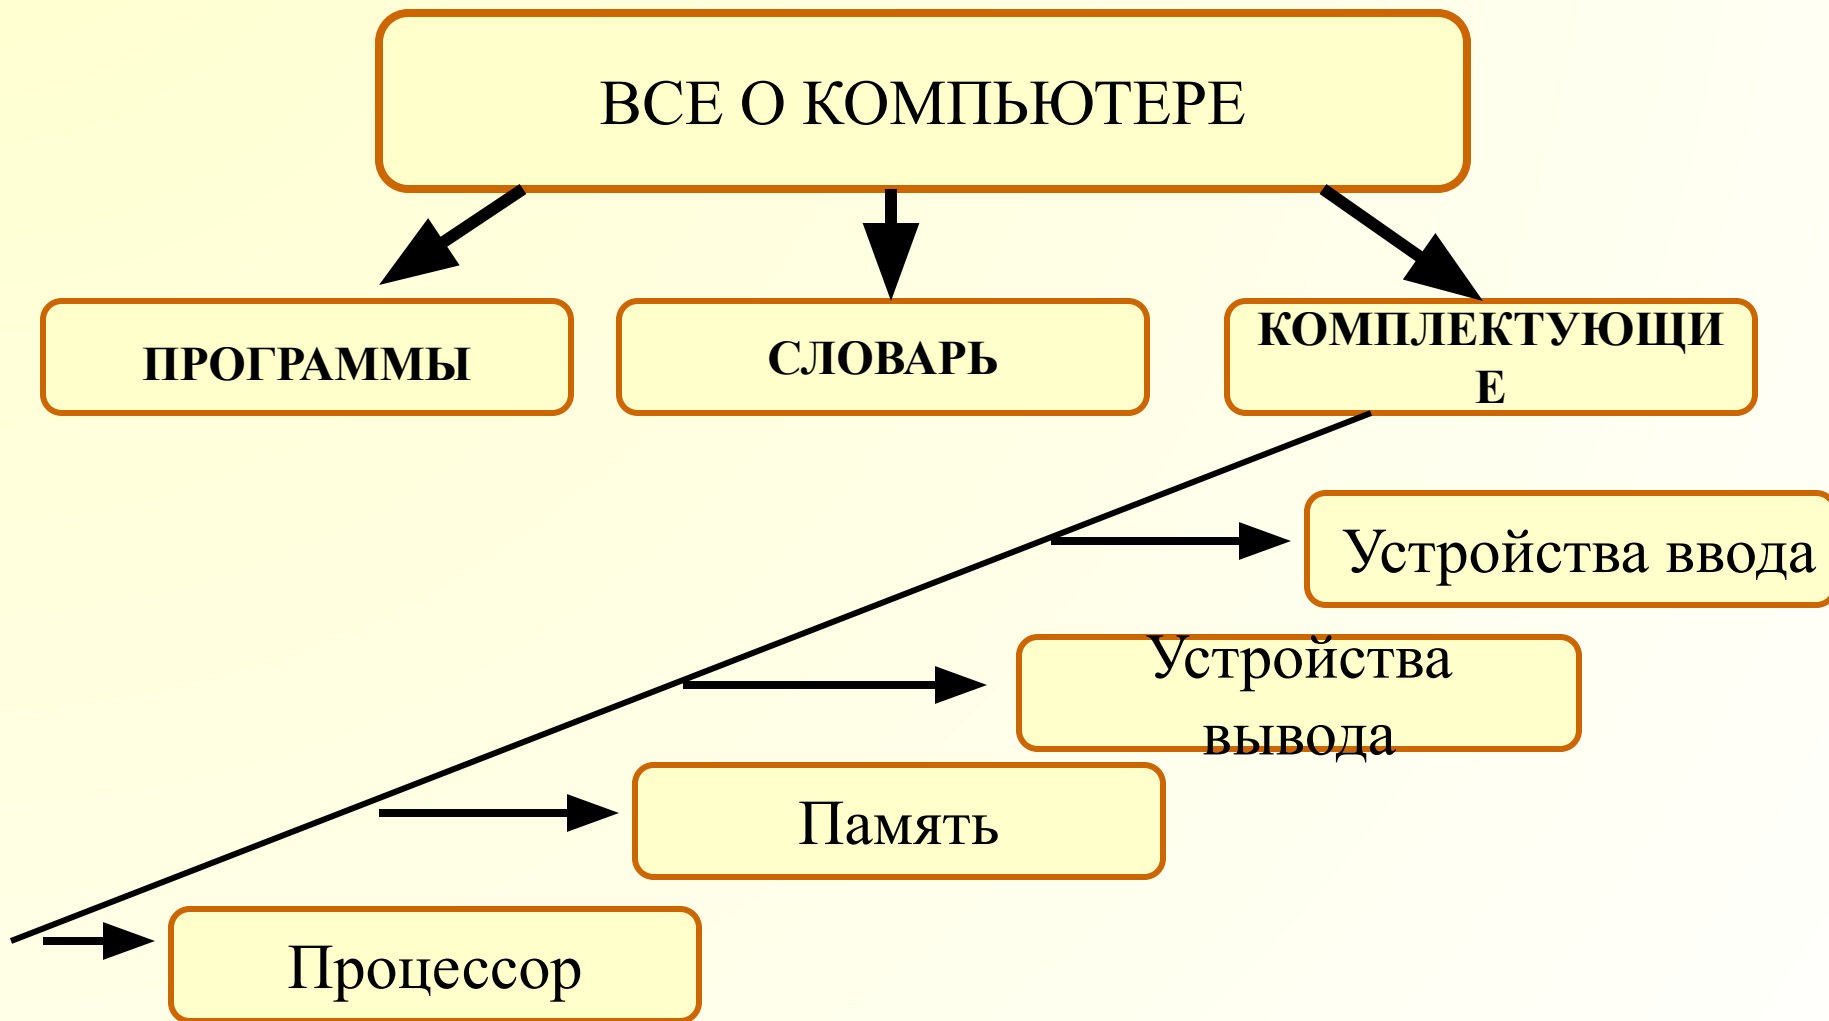 ВСЕ О КОМПЬЮТЕРЕ
ПРОГРАММЫ
СЛОВАРЬ
КОМПЛЕКТУЮЩИ
Е
Устройства ввода
Устройства
вывода
Память
Процессор